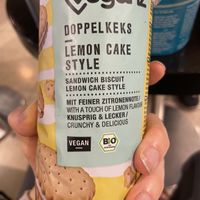 DOPPELKEKS
LEMON CAKE
STYLE
SANDWICH BISCUIT
LEMON CAKE STYLE
MIT FEINER ZITRONENNOTE/
WITH A TOUCH OF LEMON FLAVOUR
KNUSPRIG & LECKER/
CRUNCHY & DELICIOUS
VEGAN
BIO